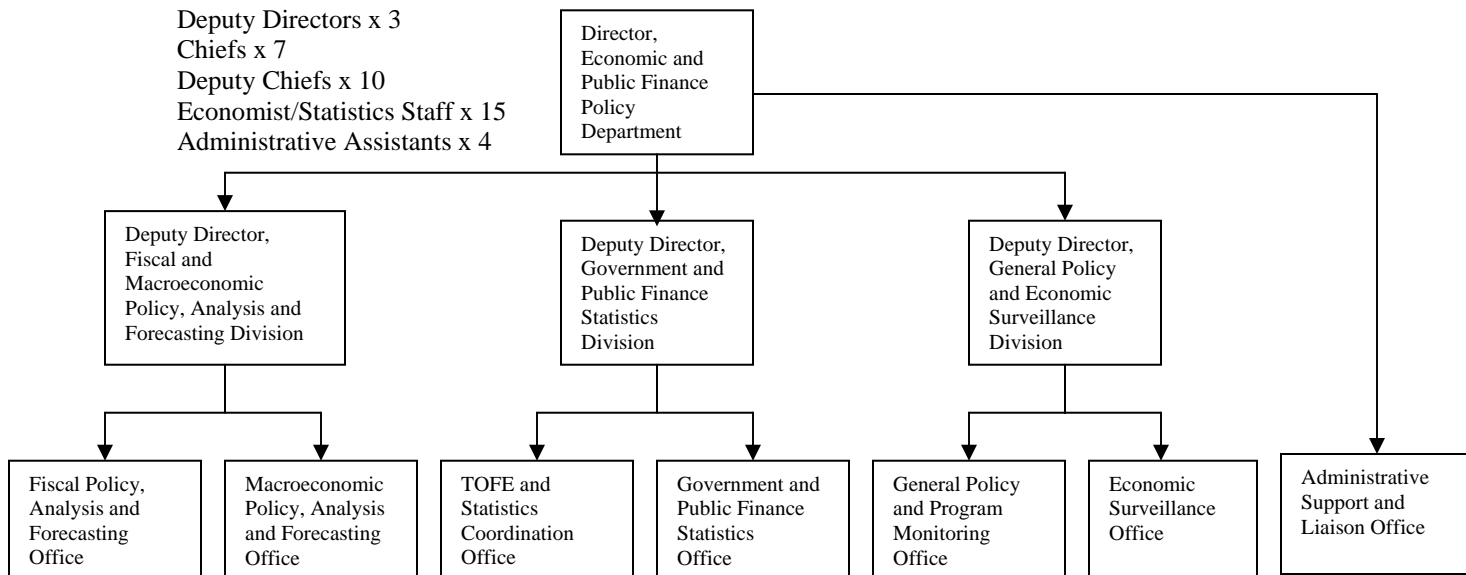 Deputy Directors x 3
Chiefs x 7
Deputy Chiefs x 10
Economist/Statistics Staff x 15
Administrative Assistants x 4
Director,
Economic and
Public Finance
Policy
Department
Deputy Director,
Fiscal and
Macroeconomic
Policy, Analysis and
Forecasting Division
Deputy Director,
Government and
Public Finance
Statistics
Division
Deputy Director,
General Policy
and Economic
Surveillance
Division
Fiscal Policy,
Analysis and
Forecasting
Office
Macroeconomic
Policy, Analysis
and Forecasting
Office
TOFE and
Statistics
Coordination
Office
Government and
Public Finance
Statistics
Office
General Policy
and Program
Monitoring
Office
Economic
Surveillance
Office
Administrative
Support and
Liaison Office